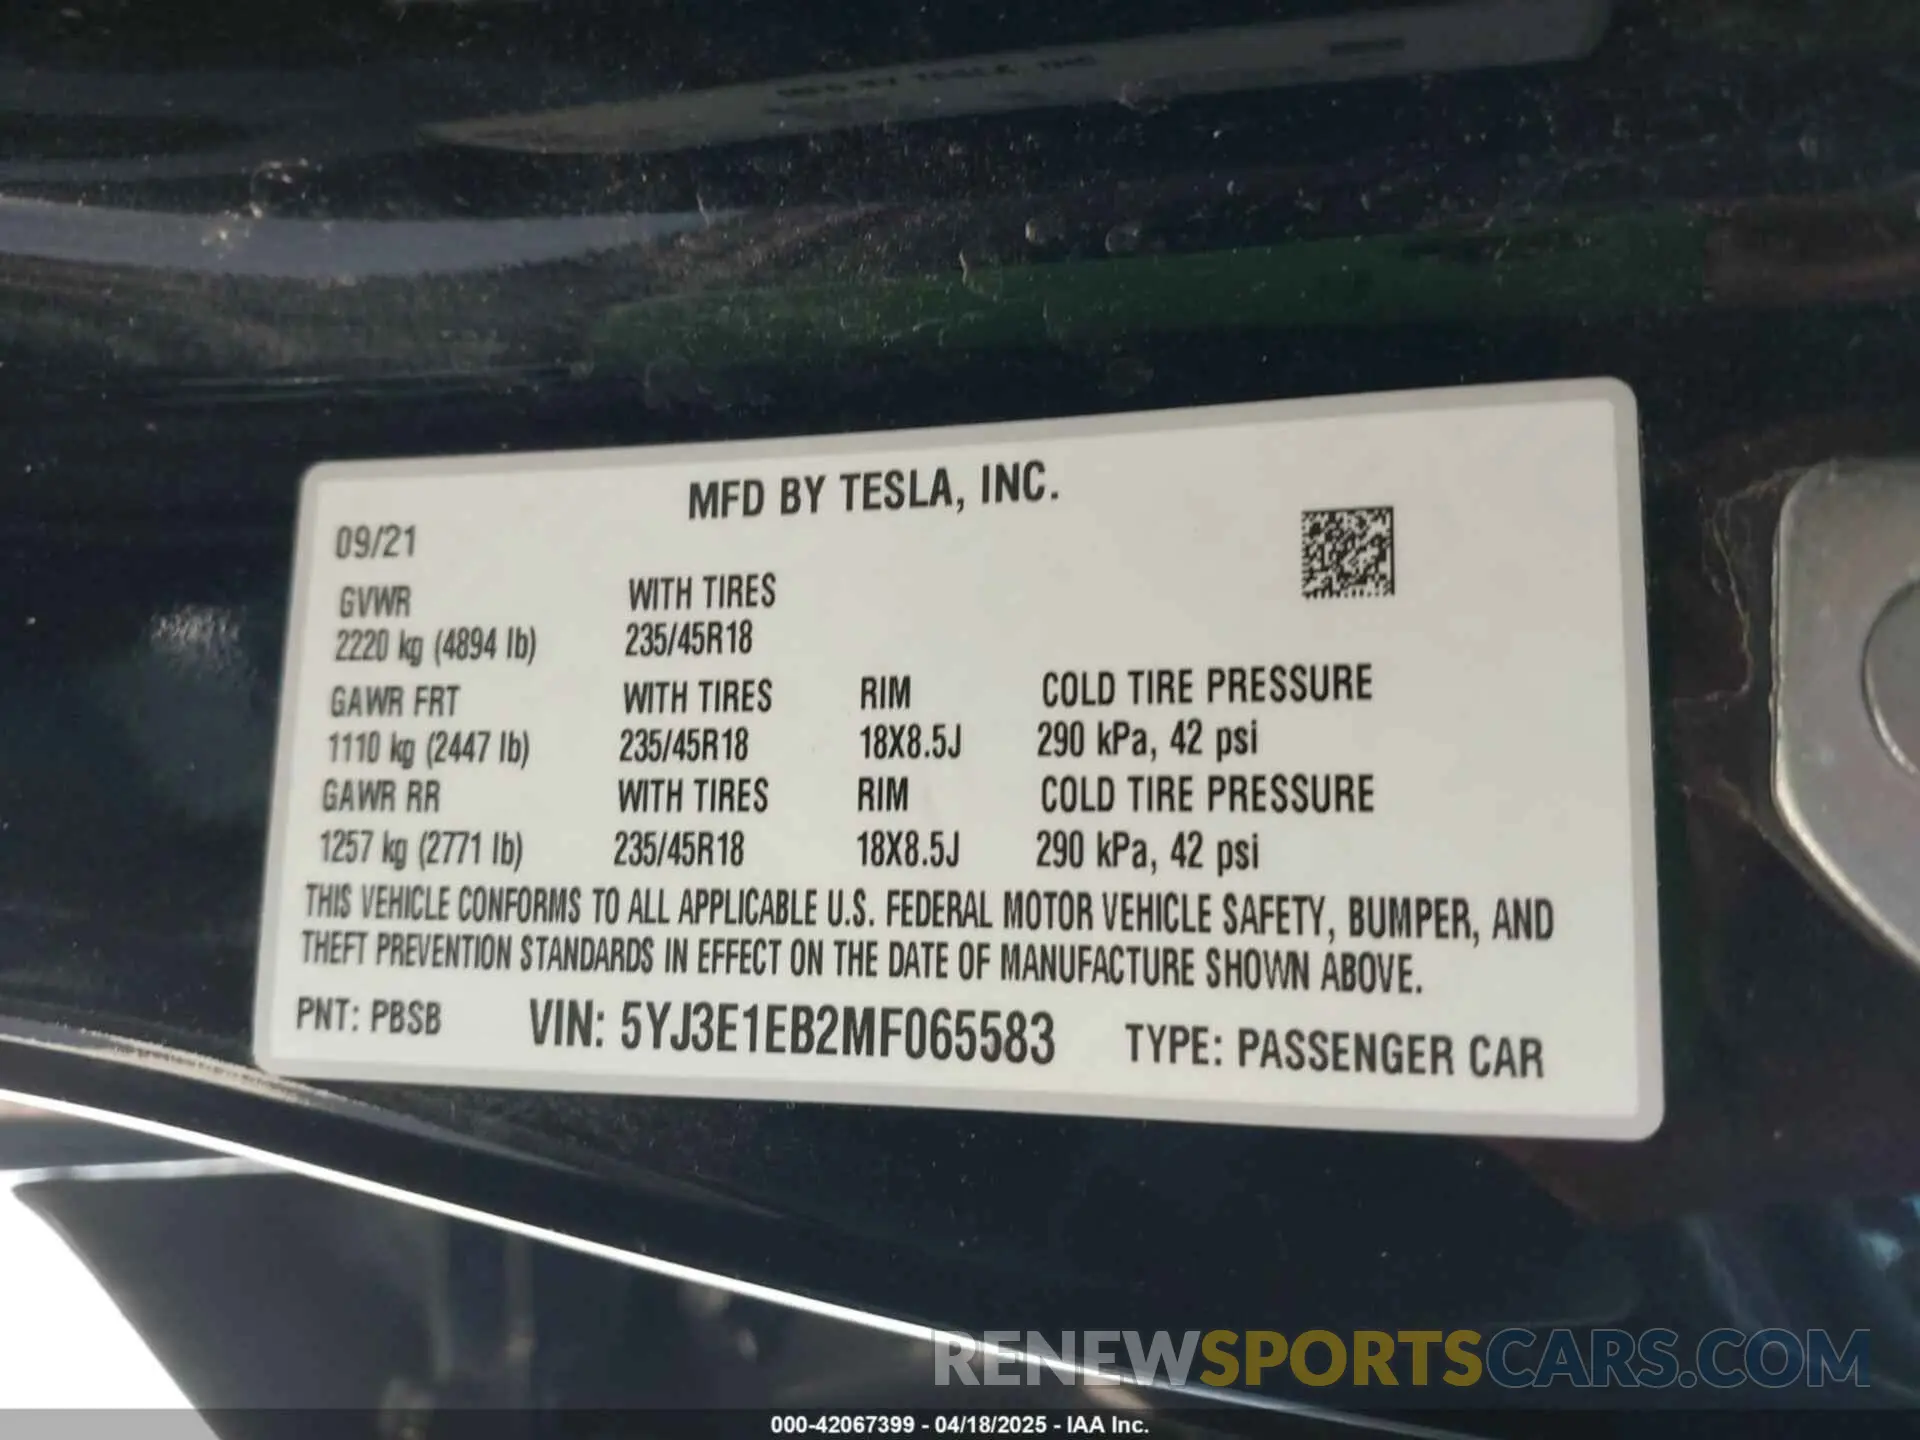 MFD BY TESLA, INC.
09/21
GVWR WITH TIRES
2220 kg (4894 lb) 235/45R18
GAWR FRT WITH TIRES RIM COLD TIRE PRESSURE
1110 kg (2447 lb) 235/45R18 18X8.5J 290 kPa, 42 psi
GAWR RR WITH TIRES RIM COLD TIRE PRESSURE
1257 kg (2771 lb) 235/45R18 18X8.5J 290 kPa, 42 psi
THIS VEHICLE CONFORMS TO ALL APPLICABLE U.S. FEDERAL MOTOR VEHICLE SAFETY, BUMPER, AND
THEFT PREVENTION STANDARDS IN EFFECT ON THE DATE OF MANUFACTURE SHOWN ABOVE.
PNT: PBSB VIN: 5YJ3E1EB2MF065583 TYPE: PASSENGER CAR
RENEWSPORTSCARS.COM
000-42067399 - 04/18/2025 - IAA Inc.